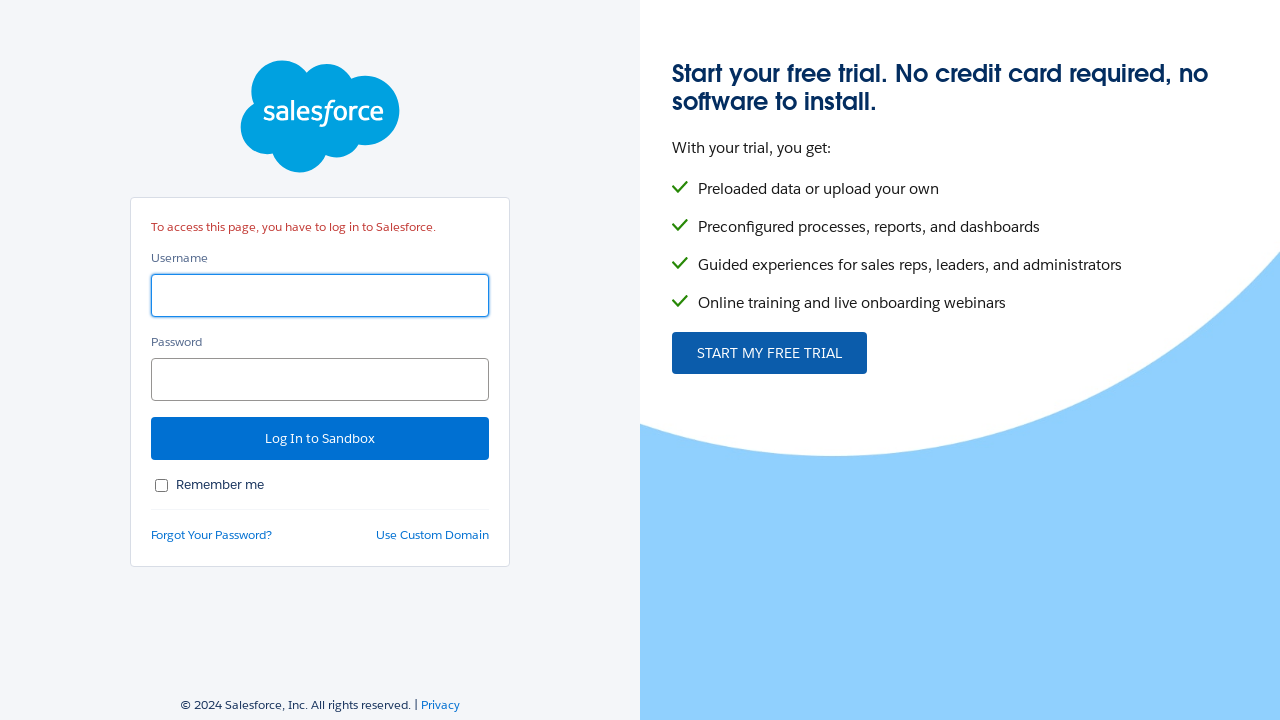 salesforce
To access this page, you have to log in to Salesforce.
Username
Password
Log In to Sandbox
Remember me
Forgot Your Password?
Use Custom Domain
© 2024 Salesforce, Inc. All rights reserved. | Privacy
Start your free trial. No credit card required, no
software to install.
With your trial, you get:
Preloaded data or upload your own
Preconfigured processes, reports, and dashboards
Guided experiences for sales reps, leaders, and administrators
Online training and live onboarding webinars
START MY FREE TRIAL